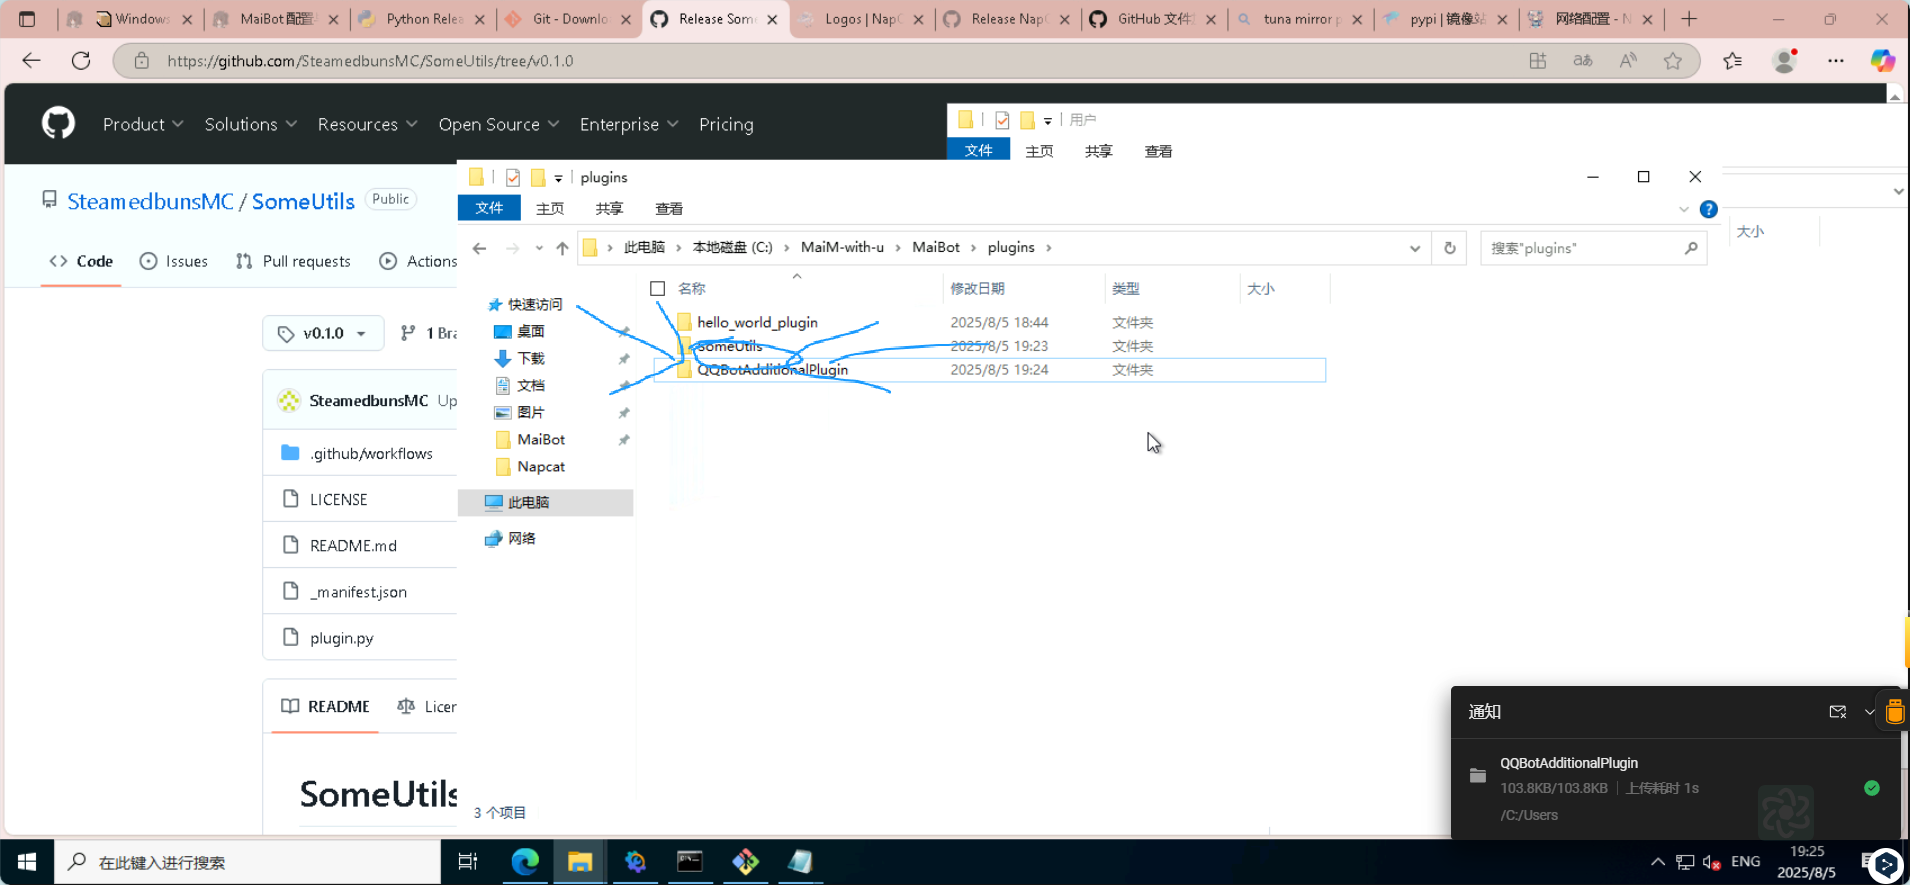 Windows
MaiBot 配置
Python Relea
Git - Downlo
Release Som
Logos | Nap
Release Nap
GitHub 文件
tuna mirror p
pypi | 镜像站
网络配置 - N
https://github.com/SteamedbunsMC/SomeUtils/tree/v0.1.0
Product
Solutions
Resources
Open Source
Enterprise
Pricing
用户
文件
主页
共享
查看
SteamedbunsMC / SomeUtils
Public
Code
Issues
Pull requests
Actions
v0.1.0
1 Bra
SteamedbunsMC Up
.github/workflows
LICENSE
README.md
_manifest.json
plugin.py
README
Licen
SomeUtils
plugins
文件
主页
共享
查看
此电脑
本地磁盘 (C:)
MaiM-with-u
MaiBot
plugins
搜索"plugins"
大小
快速访问
桌面
下载
文档
图片
MaiBot
Napcat
此电脑
网络
名称
修改日期
类型
大小
hello_world_plugin
2025/8/5 18:44
文件夹
SomeUtils
2025/8/5 19:23
文件夹
QQBotAdditionalPlugin
2025/8/5 19:24
文件夹
3 个项目
通知
QQBotAdditionalPlugin
103.8KB/103.8KB
上传耗时 1s
/C:/Users
在此键入进行搜索
ENG
19:25
2025/8/5